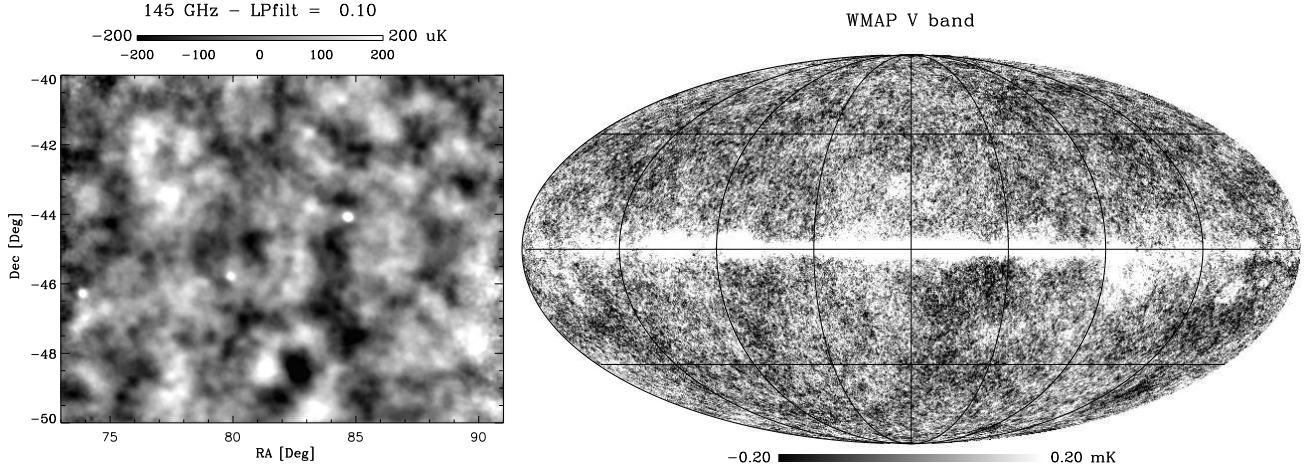 145 GHz - LPfilt = 0.10
-200 200 uK
-200 -100 0 100 200
-40
-42
-44
-46
-48
-50
Dec [Deg]
75 80 85 90
RA [Deg]
WMAP V band
-0.20 0.20 mK